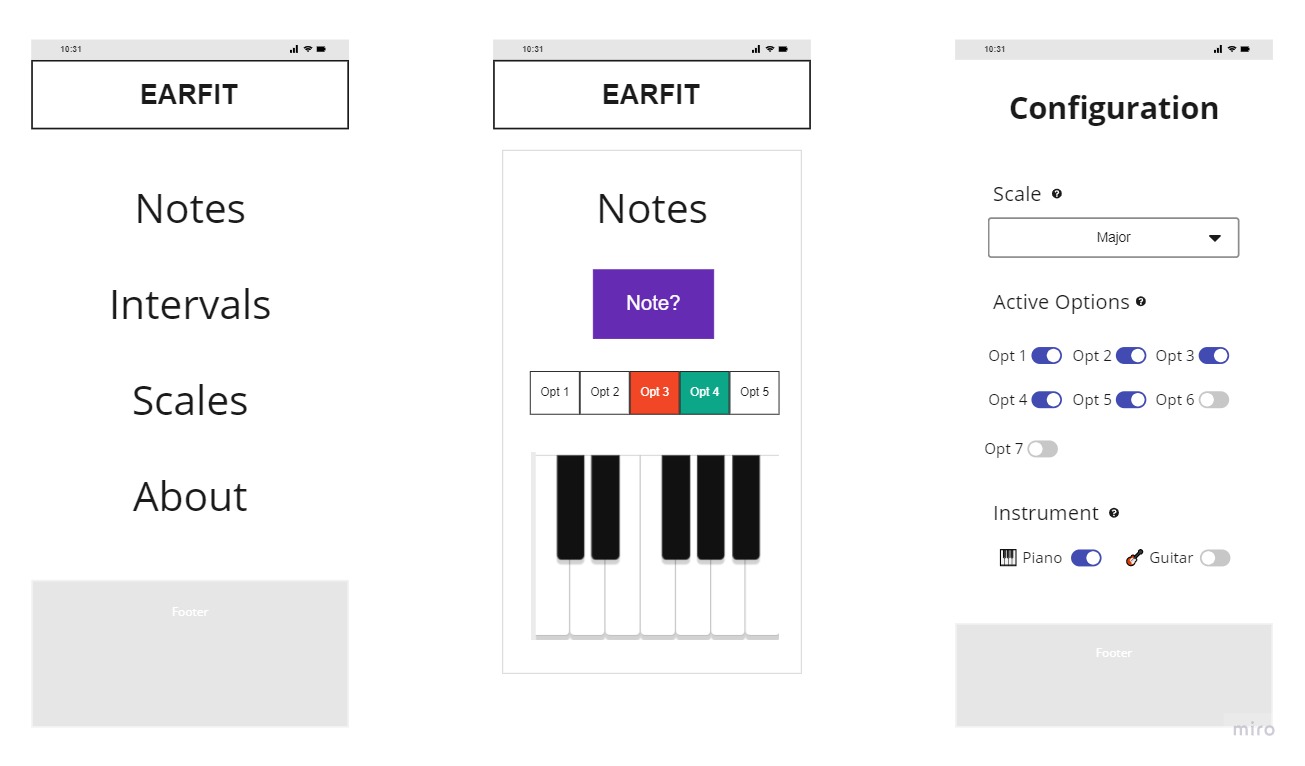 10:31
EARFIT
Notes
Intervals
Scales
About
Footer
10:31
EARFIT
Notes
Note?
Opt 1 Opt 2 Opt 3 Opt 4 Opt 5
10:31
Configuration
Scale ?
Major
Active Options ?
Opt 1 Opt 2 Opt 3
Opt 4 Opt 5 Opt 6
Opt 7
Instrument ?
Piano Guitar
Footer
miro